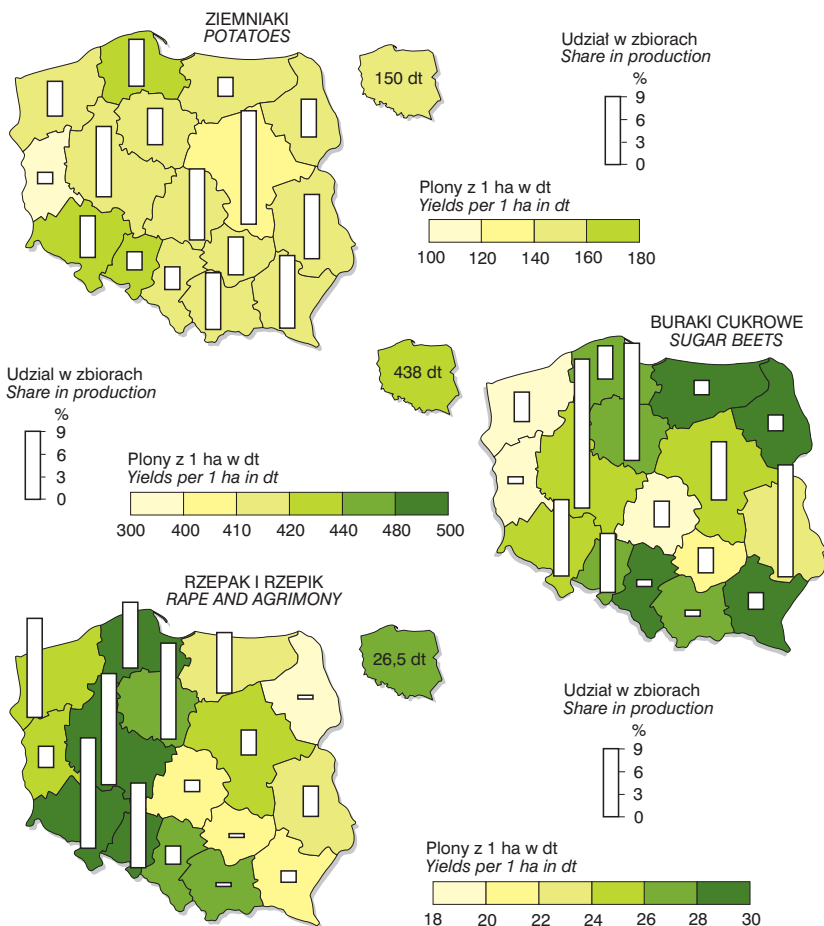 ZIEMNIAKI
POTATOES
150 dt
Udział w zbiorach
Share in production
%
9
6
3
0
Plony z 1 ha w dt
Yields per 1 ha in dt
100 120 140 160 180
BURAKI CUKROWE
SUGAR BEETS
438 dt
Udzial w zbiorach
Share in production
%
9
6
3
0
Plony z 1 ha w dt
Yields per 1 ha in dt
300 400 410 420 440 480 500
RZEPAK I RZEPIK
RAPE AND AGRIMONY
26,5 dt
Udział w zbiorach
Share in production
%
9
6
3
0
Plony z 1 ha w dt
Yields per 1 ha in dt
18 20 22 24 26 28 30